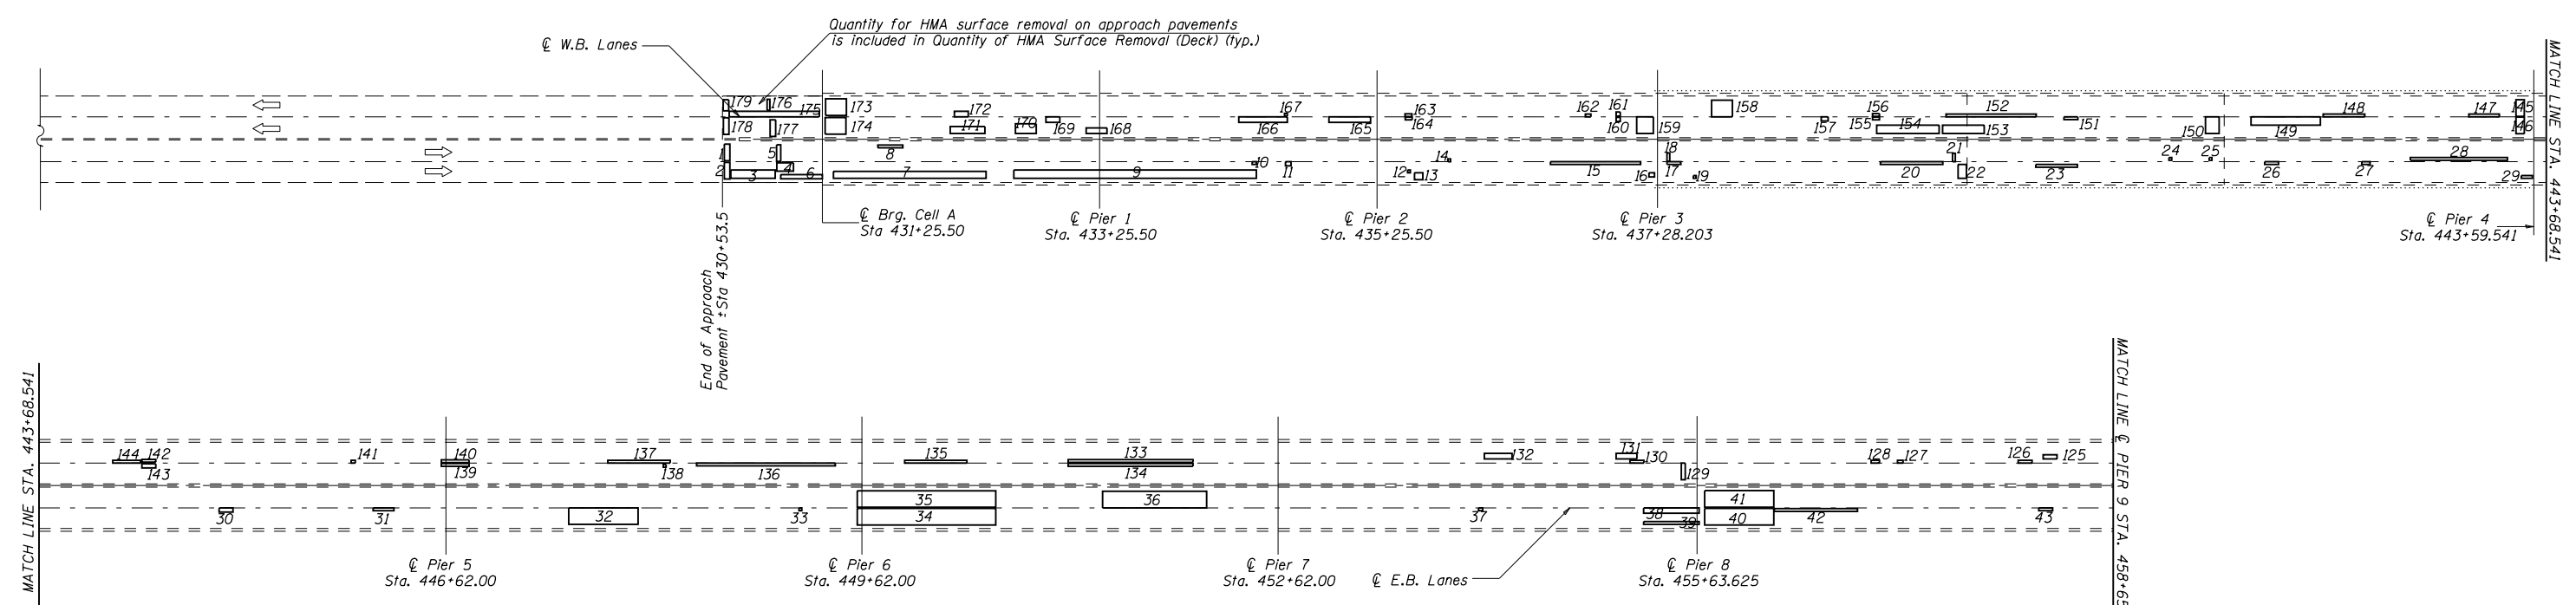 Quantity for HMA surface removal on approach pavements
is included in Quantity of HMA Surface Removal (Deck) (typ.)
℄ W.B. Lanes
MATCH LINE STA. 443+68.541
179 176 175 173 172 167 163 162 161 158 156 152 148 147 145
178 177 174 171 170 169 168 166 165 164 160 159 157 155 154 153 151 150 149 146
1 5 8 10 14 18 21 24 25 28
2 3 4 6 7 9 11 12 13 15 16 17 19 20 22 23 26 27 29
℄ Brg. Cell A
Sta 431+25.50
℄ Pier 1
Sta. 433+25.50
℄ Pier 2
Sta. 435+25.50
℄ Pier 3
Sta. 437+28.203
℄ Pier 4
Sta. 443+59.541
End of Approach
Pavement ±Sta 430+53.5
MATCH LINE STA. 443+68.541
MATCH LINE ℄ PIER 9 STA. 458+65
144 142 141 140 137 135 133 132 131 130 128 127 126 125
143 139 138 136 134 129
35 36 41
30 31 32 33 34 37 38 39 40 42 43
℄ Pier 5
Sta. 446+62.00
℄ Pier 6
Sta. 449+62.00
℄ Pier 7
Sta. 452+62.00
℄ E.B. Lanes
℄ Pier 8
Sta. 455+63.625